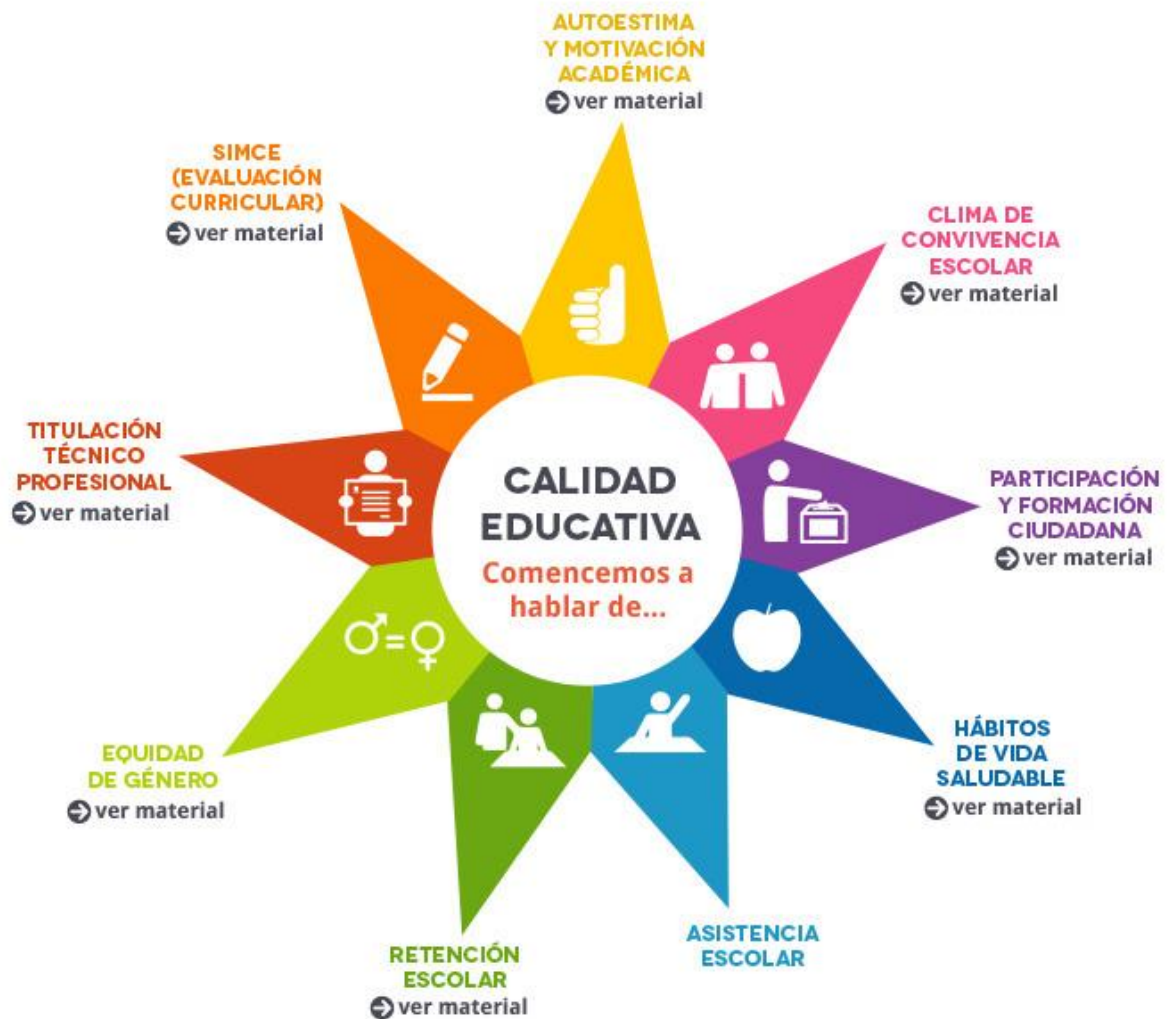 AUTOESTIMA
Y MOTIVACIÓN
ACADÉMICA
ver material
SIMCE
(EVALUACIÓN
CURRICULAR)
ver material
CLIMA DE
CONVIVENCIA
ESCOLAR
ver material
TITULACIÓN
TÉCNICO
PROFESIONAL
ver material
CALIDAD
EDUCATIVA
Comencemos a
hablar de...
PARTICIPACIÓN
Y FORMACIÓN
CIUDADANA
ver material
EQUIDAD
DE GÉNERO
ver material
HÁBITOS
DE VIDA
SALUDABLE
ver material
RETENCIÓN
ESCOLAR
ver material
ASISTENCIA
ESCOLAR